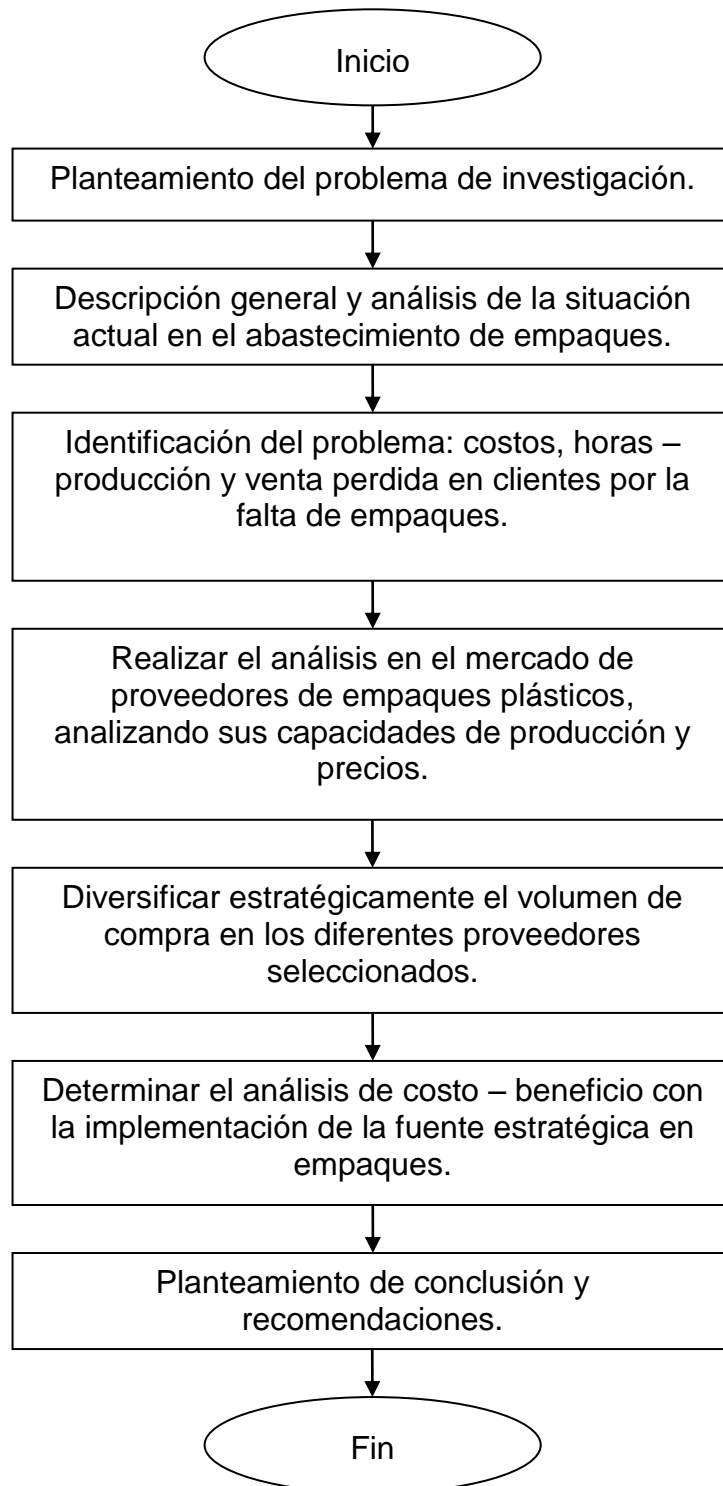 Inicio
Planteamiento del problema de investigación.
Descripción general y análisis de la situación
actual en el abastecimiento de empaques.
Identificación del problema: costos, horas –
producción y venta perdida en clientes por la
falta de empaques.
Realizar el análisis en el mercado de
proveedores de empaques plásticos,
analizando sus capacidades de producción y
precios.
Diversificar estratégicamente el volumen de
compra en los diferentes proveedores
seleccionados.
Determinar el análisis de costo – beneficio con
la implementación de la fuente estratégica en
empaques.
Planteamiento de conclusión y
recomendaciones.
Fin